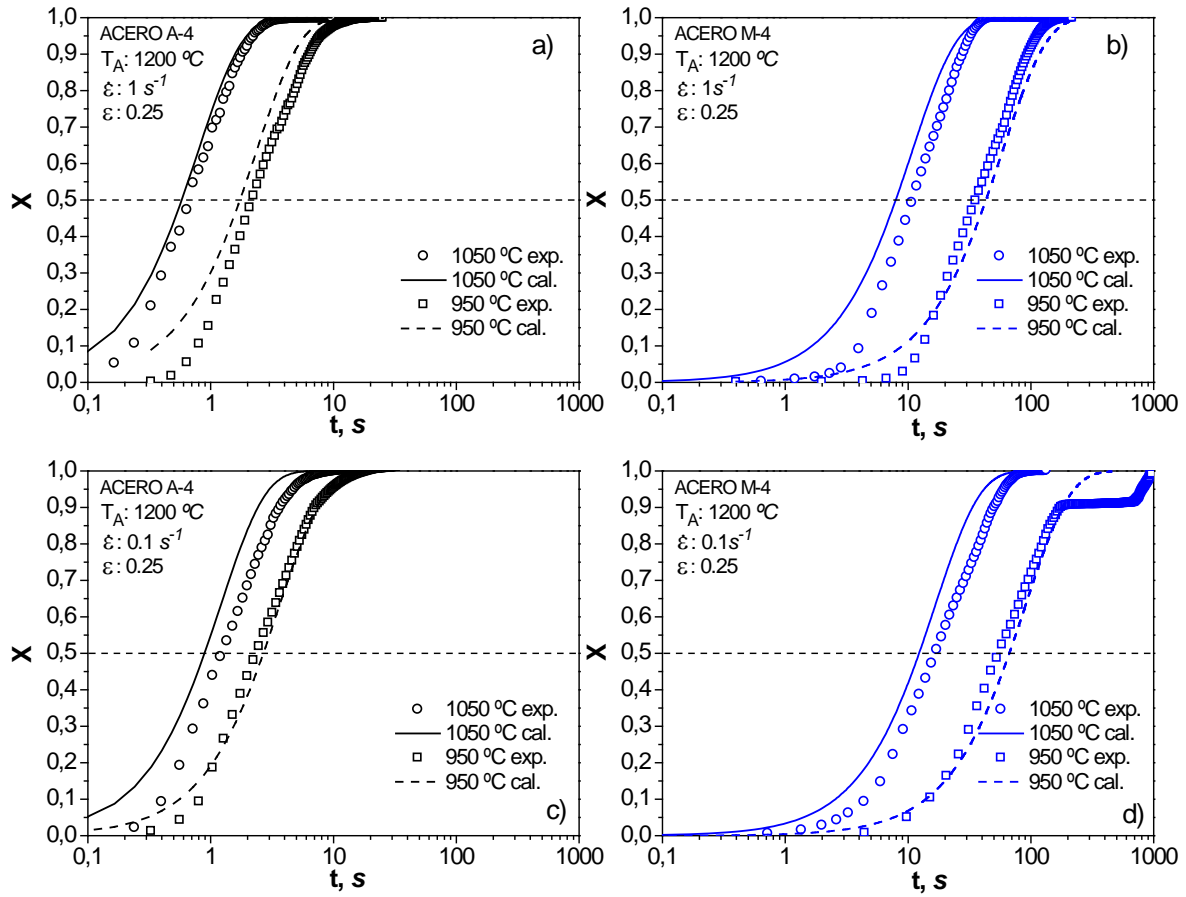 ACERO A-4
T_A: 1200 ºC
ε̇ : 1 s⁻¹
ε : 0.25
a)
1,0
0,9
0,8
0,7
0,6
0,5
0,4
0,3
0,2
0,1
0,0
X
1050 ºC exp.
1050 ºC cal.
950 ºC exp.
950 ºC cal.
0,1
1
10
100
1000
t, s
ACERO M-4
T_A: 1200 ºC
ε̇ : 1s⁻¹
ε : 0.25
b)
1,0
0,9
0,8
0,7
0,6
0,5
0,4
0,3
0,2
0,1
0,0
X
1050 ºC exp.
1050 ºC cal.
950 ºC exp.
950 ºC cal.
0,1
1
10
100
1000
t, s
ACERO A-4
T_A: 1200 ºC
ε̇ : 0.1 s⁻¹
ε : 0.25
1,0
0,9
0,8
0,7
0,6
0,5
0,4
0,3
0,2
0,1
0,0
X
1050 ºC exp.
1050 ºC cal.
950 ºC exp.
950 ºC cal.
c)
0,1
1
10
100
1000
t, s
ACERO M-4
T_A: 1200 ºC
ε̇ : 0.1s⁻¹
ε : 0.25
1,0
0,9
0,8
0,7
0,6
0,5
0,4
0,3
0,2
0,1
0,0
X
1050 ºC exp.
1050 ºC cal.
950 ºC exp.
950 ºC cal.
d)
0,1
1
10
100
1000
t, s